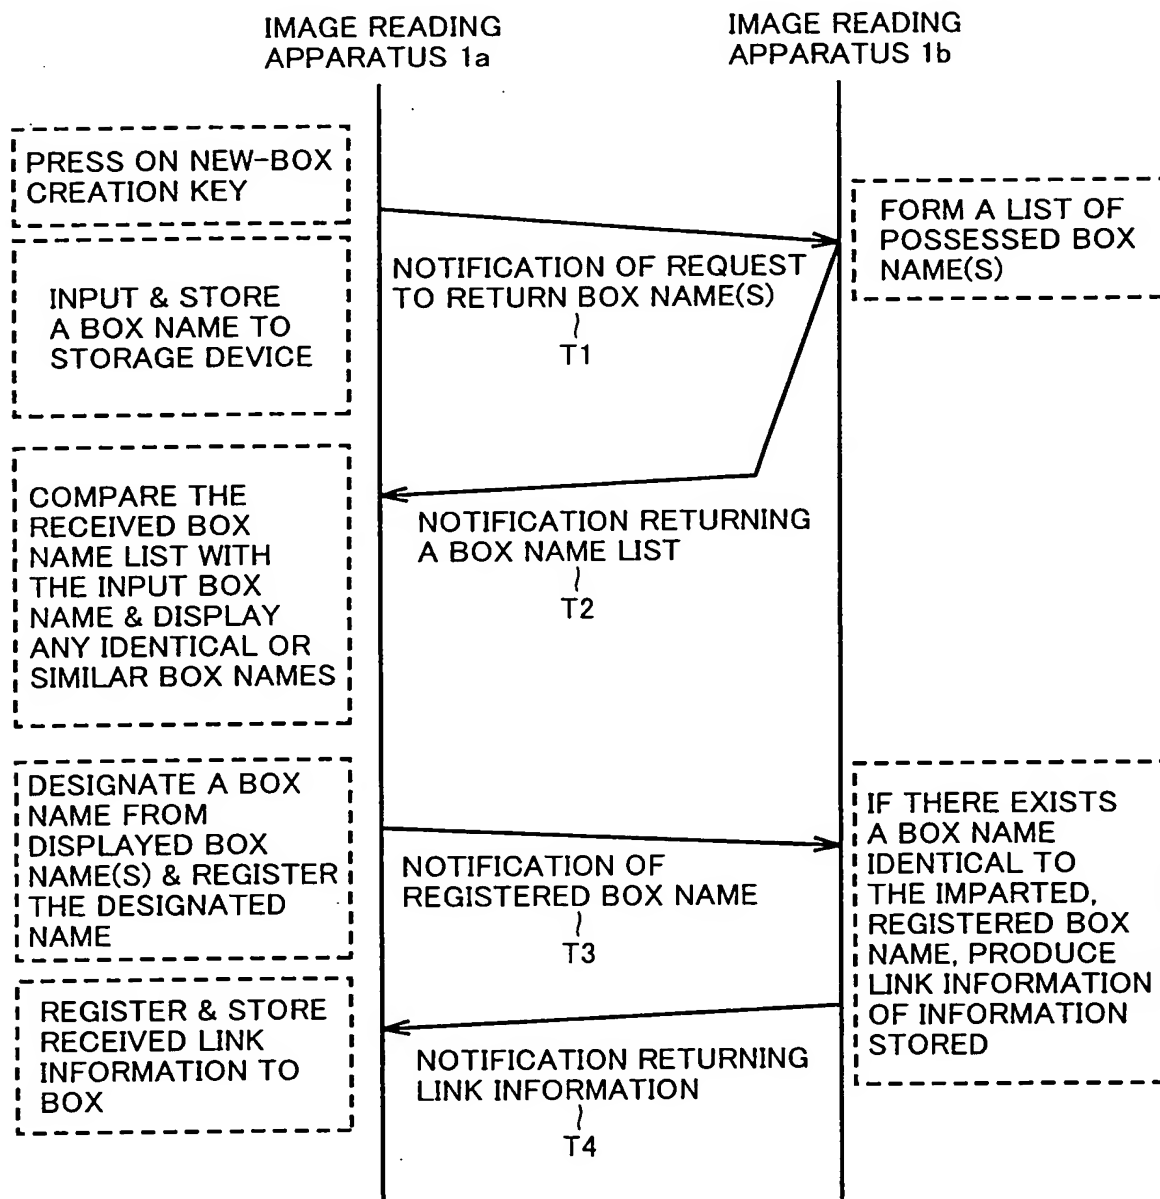 IMAGE READING
APPARATUS 1a
IMAGE READING
APPARATUS 1b
PRESS ON NEW-BOX
CREATION KEY
FORM A LIST OF
POSSESSED BOX
NAME(S)
NOTIFICATION OF REQUEST
TO RETURN BOX NAME(S)
T1
INPUT & STORE
A BOX NAME TO
STORAGE DEVICE
COMPARE THE
RECEIVED BOX
NAME LIST WITH
THE INPUT BOX
NAME & DISPLAY
ANY IDENTICAL OR
SIMILAR BOX NAMES
NOTIFICATION RETURNING
A BOX NAME LIST
T2
DESIGNATE A BOX
NAME FROM
DISPLAYED BOX
NAME(S) & REGISTER
THE DESIGNATED
NAME
NOTIFICATION OF
REGISTERED BOX NAME
T3
IF THERE EXISTS
A BOX NAME
IDENTICAL TO
THE IMPARTED,
REGISTERED BOX
NAME, PRODUCE
LINK INFORMATION
OF INFORMATION
STORED
REGISTER & STORE
RECEIVED LINK
INFORMATION TO
BOX
NOTIFICATION RETURNING
LINK INFORMATION
T4